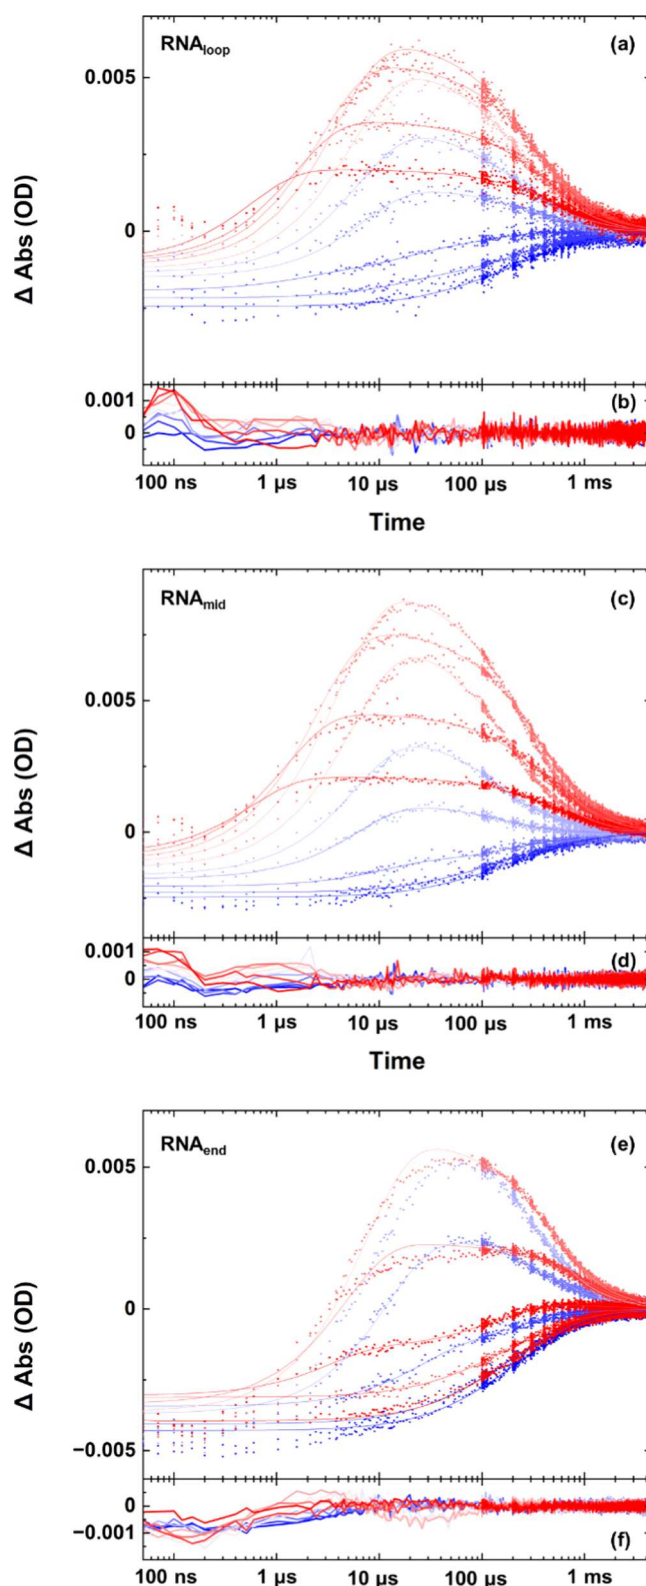 RNAloop (a)
0.005
0
Δ Abs (OD)
(b)
0.001
0
100 ns 1 µs 10 µs 100 µs 1 ms
Time
RNAmid (c)
0.005
0
Δ Abs (OD)
(d)
0.001
0
100 ns 1 µs 10 µs 100 µs 1 ms
Time
RNAend (e)
0.005
0
Δ Abs (OD)
−0.005
0
−0.001
(f)
100 ns 1 µs 10 µs 100 µs 1 ms